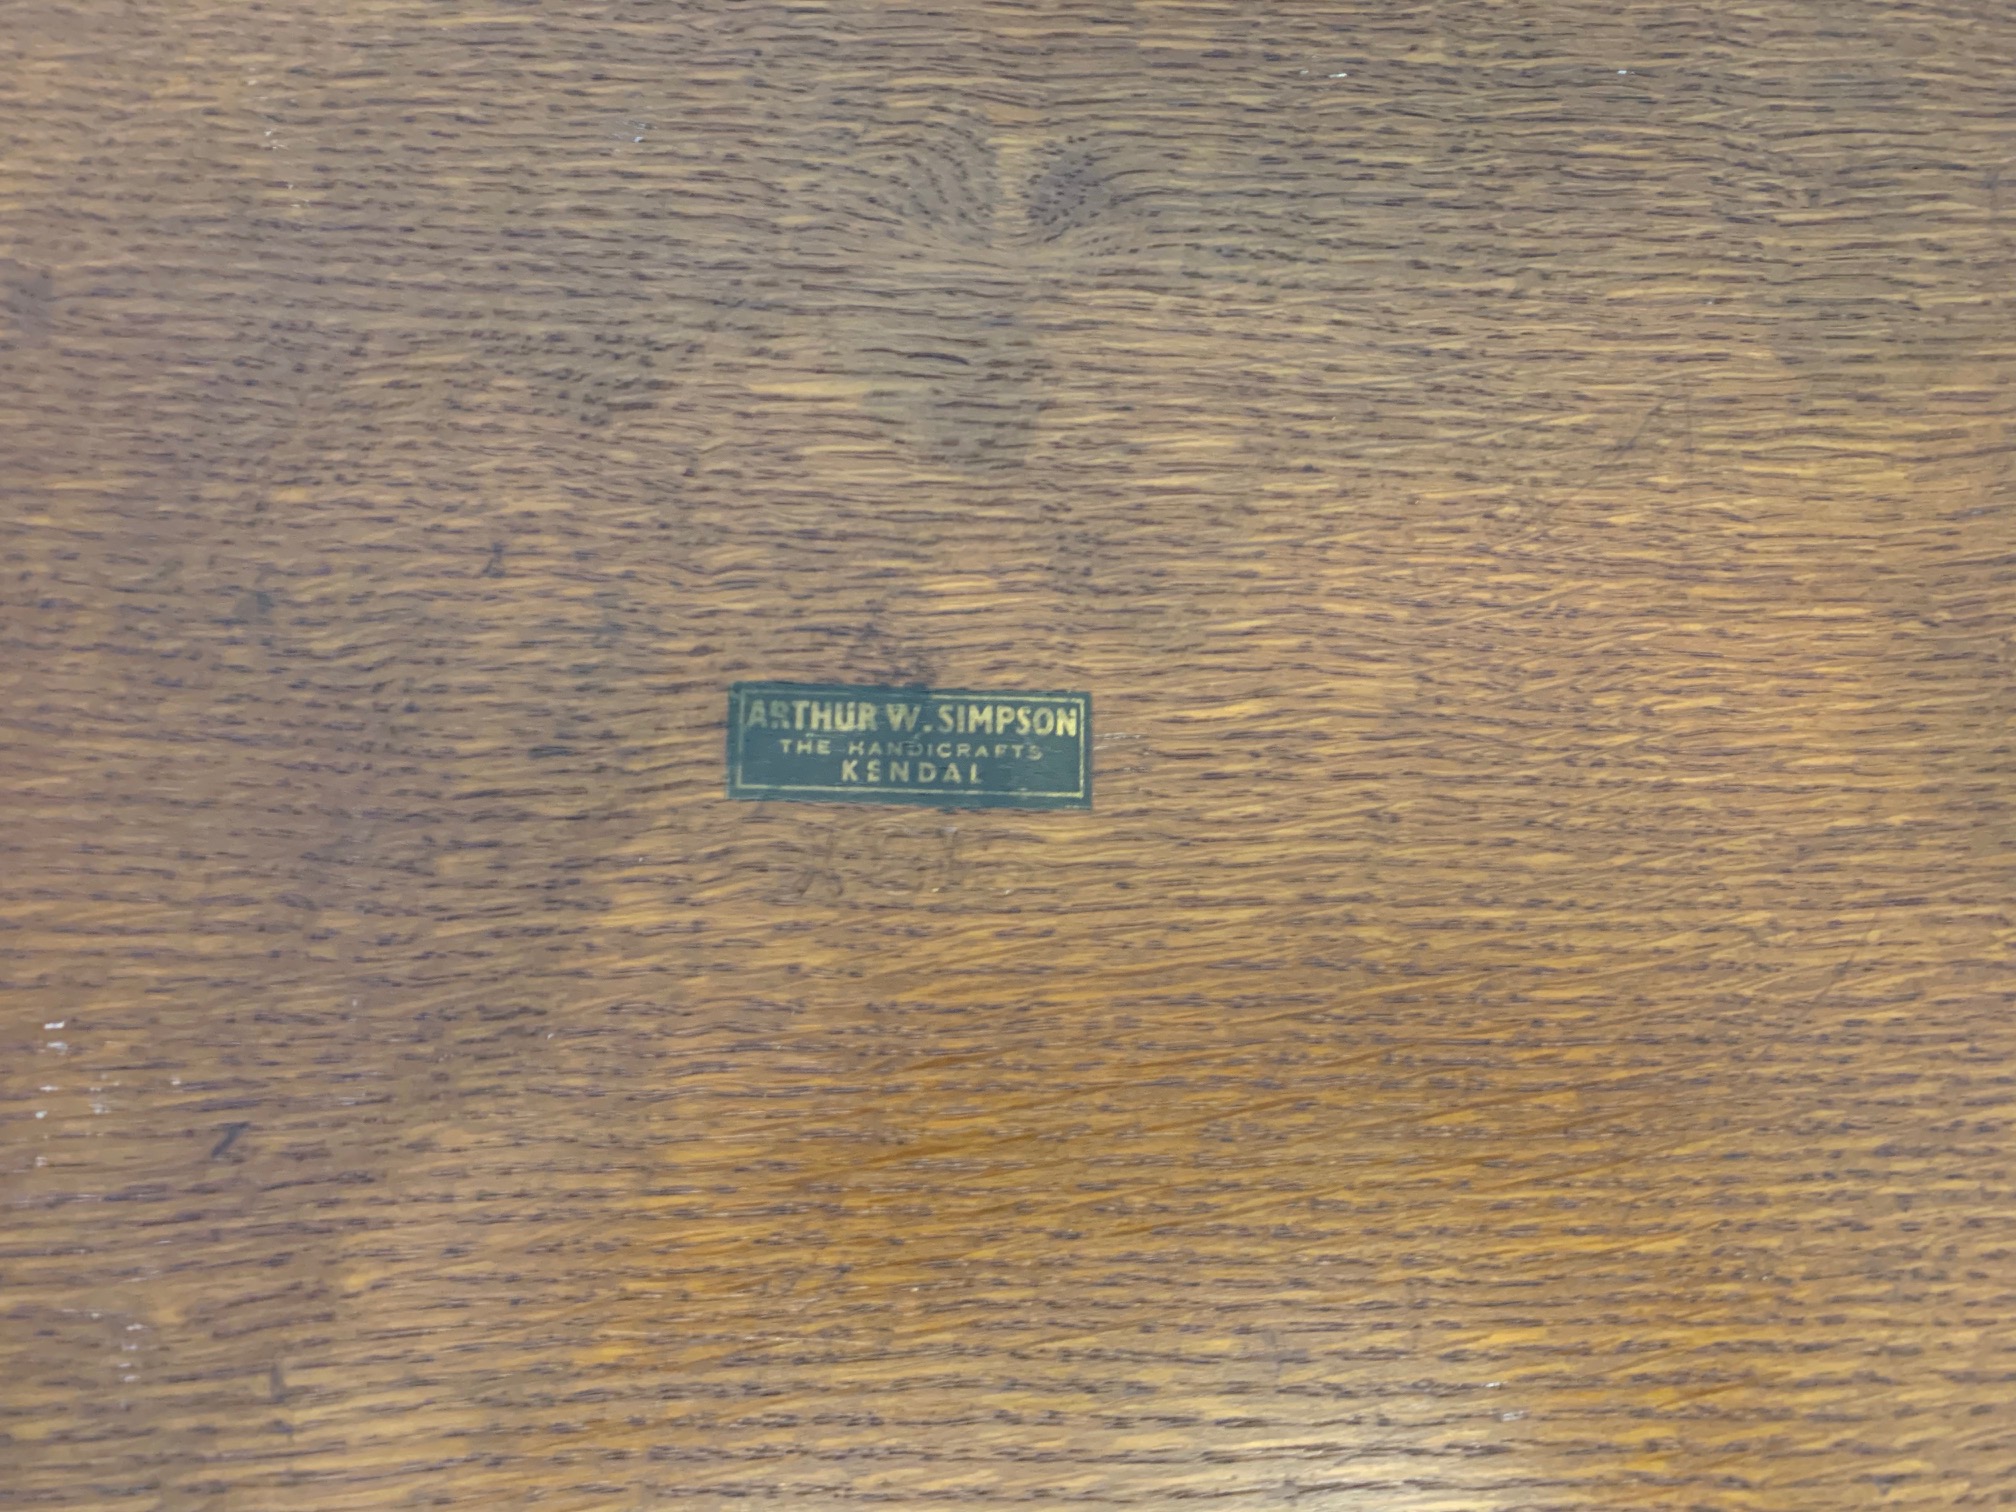 ARTHUR W. SIMPSON
THE HANDICRAFTS
KENDAL